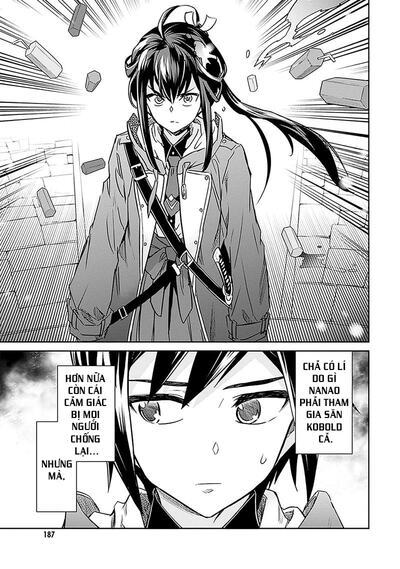 CHẢ CÓ LÍ
DO GÌ
NANAO
PHẢI THAM
GIA SĂN
KOBOLD
CẢ.
HƠN NỮA
CÒN CÁI
CẢM GIÁC
BỊ MỌI
NGƯỜI
CHỐNG
LẠI...
NHƯNG
MÀ.
187